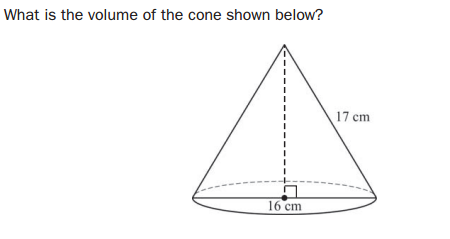 What is the volume of the cone shown below?
17 cm
16 cm